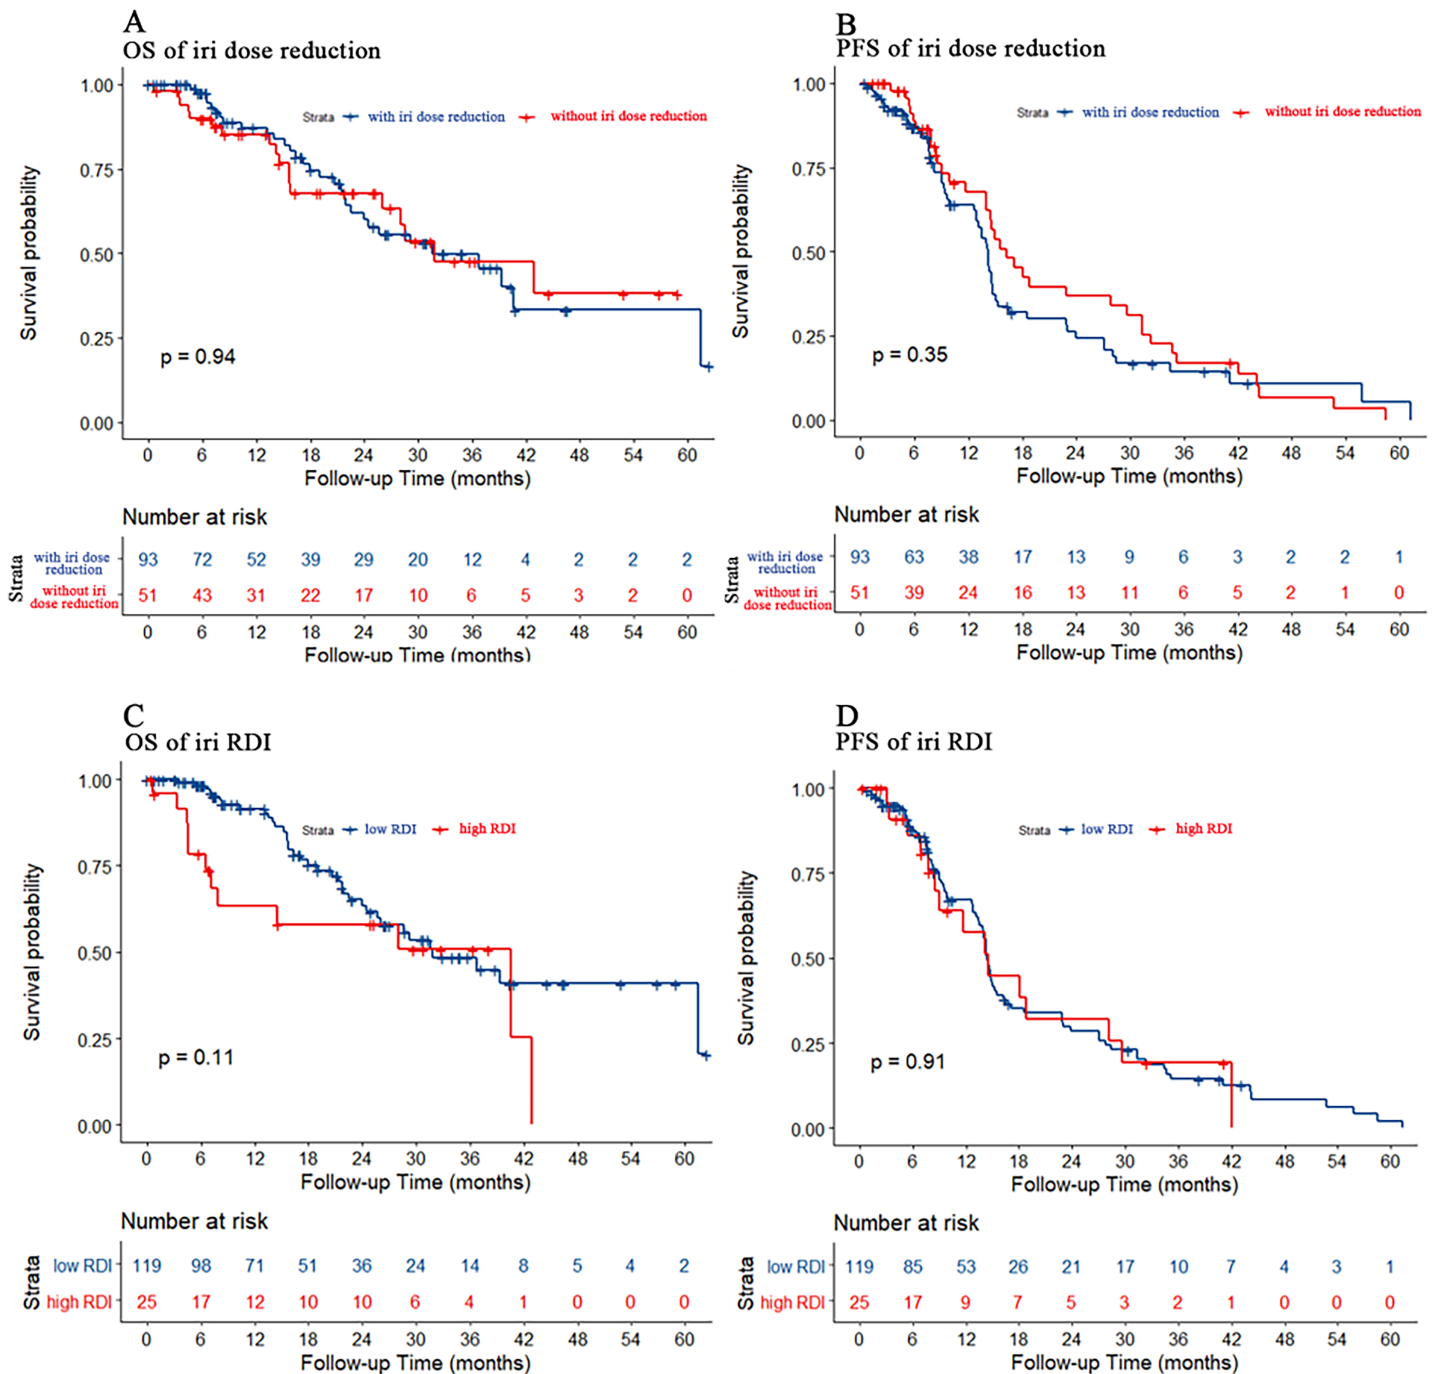 A
OS of iri dose reduction
Strata with iri dose reduction without iri dose reduction
Survival probability
1.00
0.75
0.50
0.25
0.00
p = 0.94
0 6 12 18 24 30 36 42 48 54 60
Follow-up Time (months)
Number at risk
Strata
with iri dose
reduction
93 72 52 39 29 20 12 4 2 2 2
without iri
dose reduction
51 43 31 22 17 10 6 5 3 2 0
0 6 12 18 24 30 36 42 48 54 60
Follow-up Time (months)
B
PFS of iri dose reduction
Strata with iri dose reduction without iri dose reduction
Survival probability
1.00
0.75
0.50
0.25
0.00
p = 0.35
0 6 12 18 24 30 36 42 48 54 60
Follow-up Time (months)
Number at risk
Strata
with iri dose
reduction
93 63 38 17 13 9 6 3 2 2 1
without iri
dose reduction
51 39 24 16 13 11 6 5 2 1 0
0 6 12 18 24 30 36 42 48 54 60
Follow-up Time (months)
C
OS of iri RDI
Strata low RDI high RDI
Survival probability
1.00
0.75
0.50
0.25
0.00
p = 0.11
0 6 12 18 24 30 36 42 48 54 60
Follow-up Time (months)
Number at risk
Strata
low RDI 119 98 71 51 36 24 14 8 5 4 2
high RDI 25 17 12 10 10 6 4 1 0 0 0
0 6 12 18 24 30 36 42 48 54 60
Follow-up Time (months)
D
PFS of iri RDI
Strata low RDI high RDI
Survival probability
1.00
0.75
0.50
0.25
0.00
p = 0.91
0 6 12 18 24 30 36 42 48 54 60
Follow-up Time (months)
Number at risk
Strata
low RDI 119 85 53 26 21 17 10 7 4 3 1
high RDI 25 17 9 7 5 3 2 1 0 0 0
0 6 12 18 24 30 36 42 48 54 60
Follow-up Time (months)